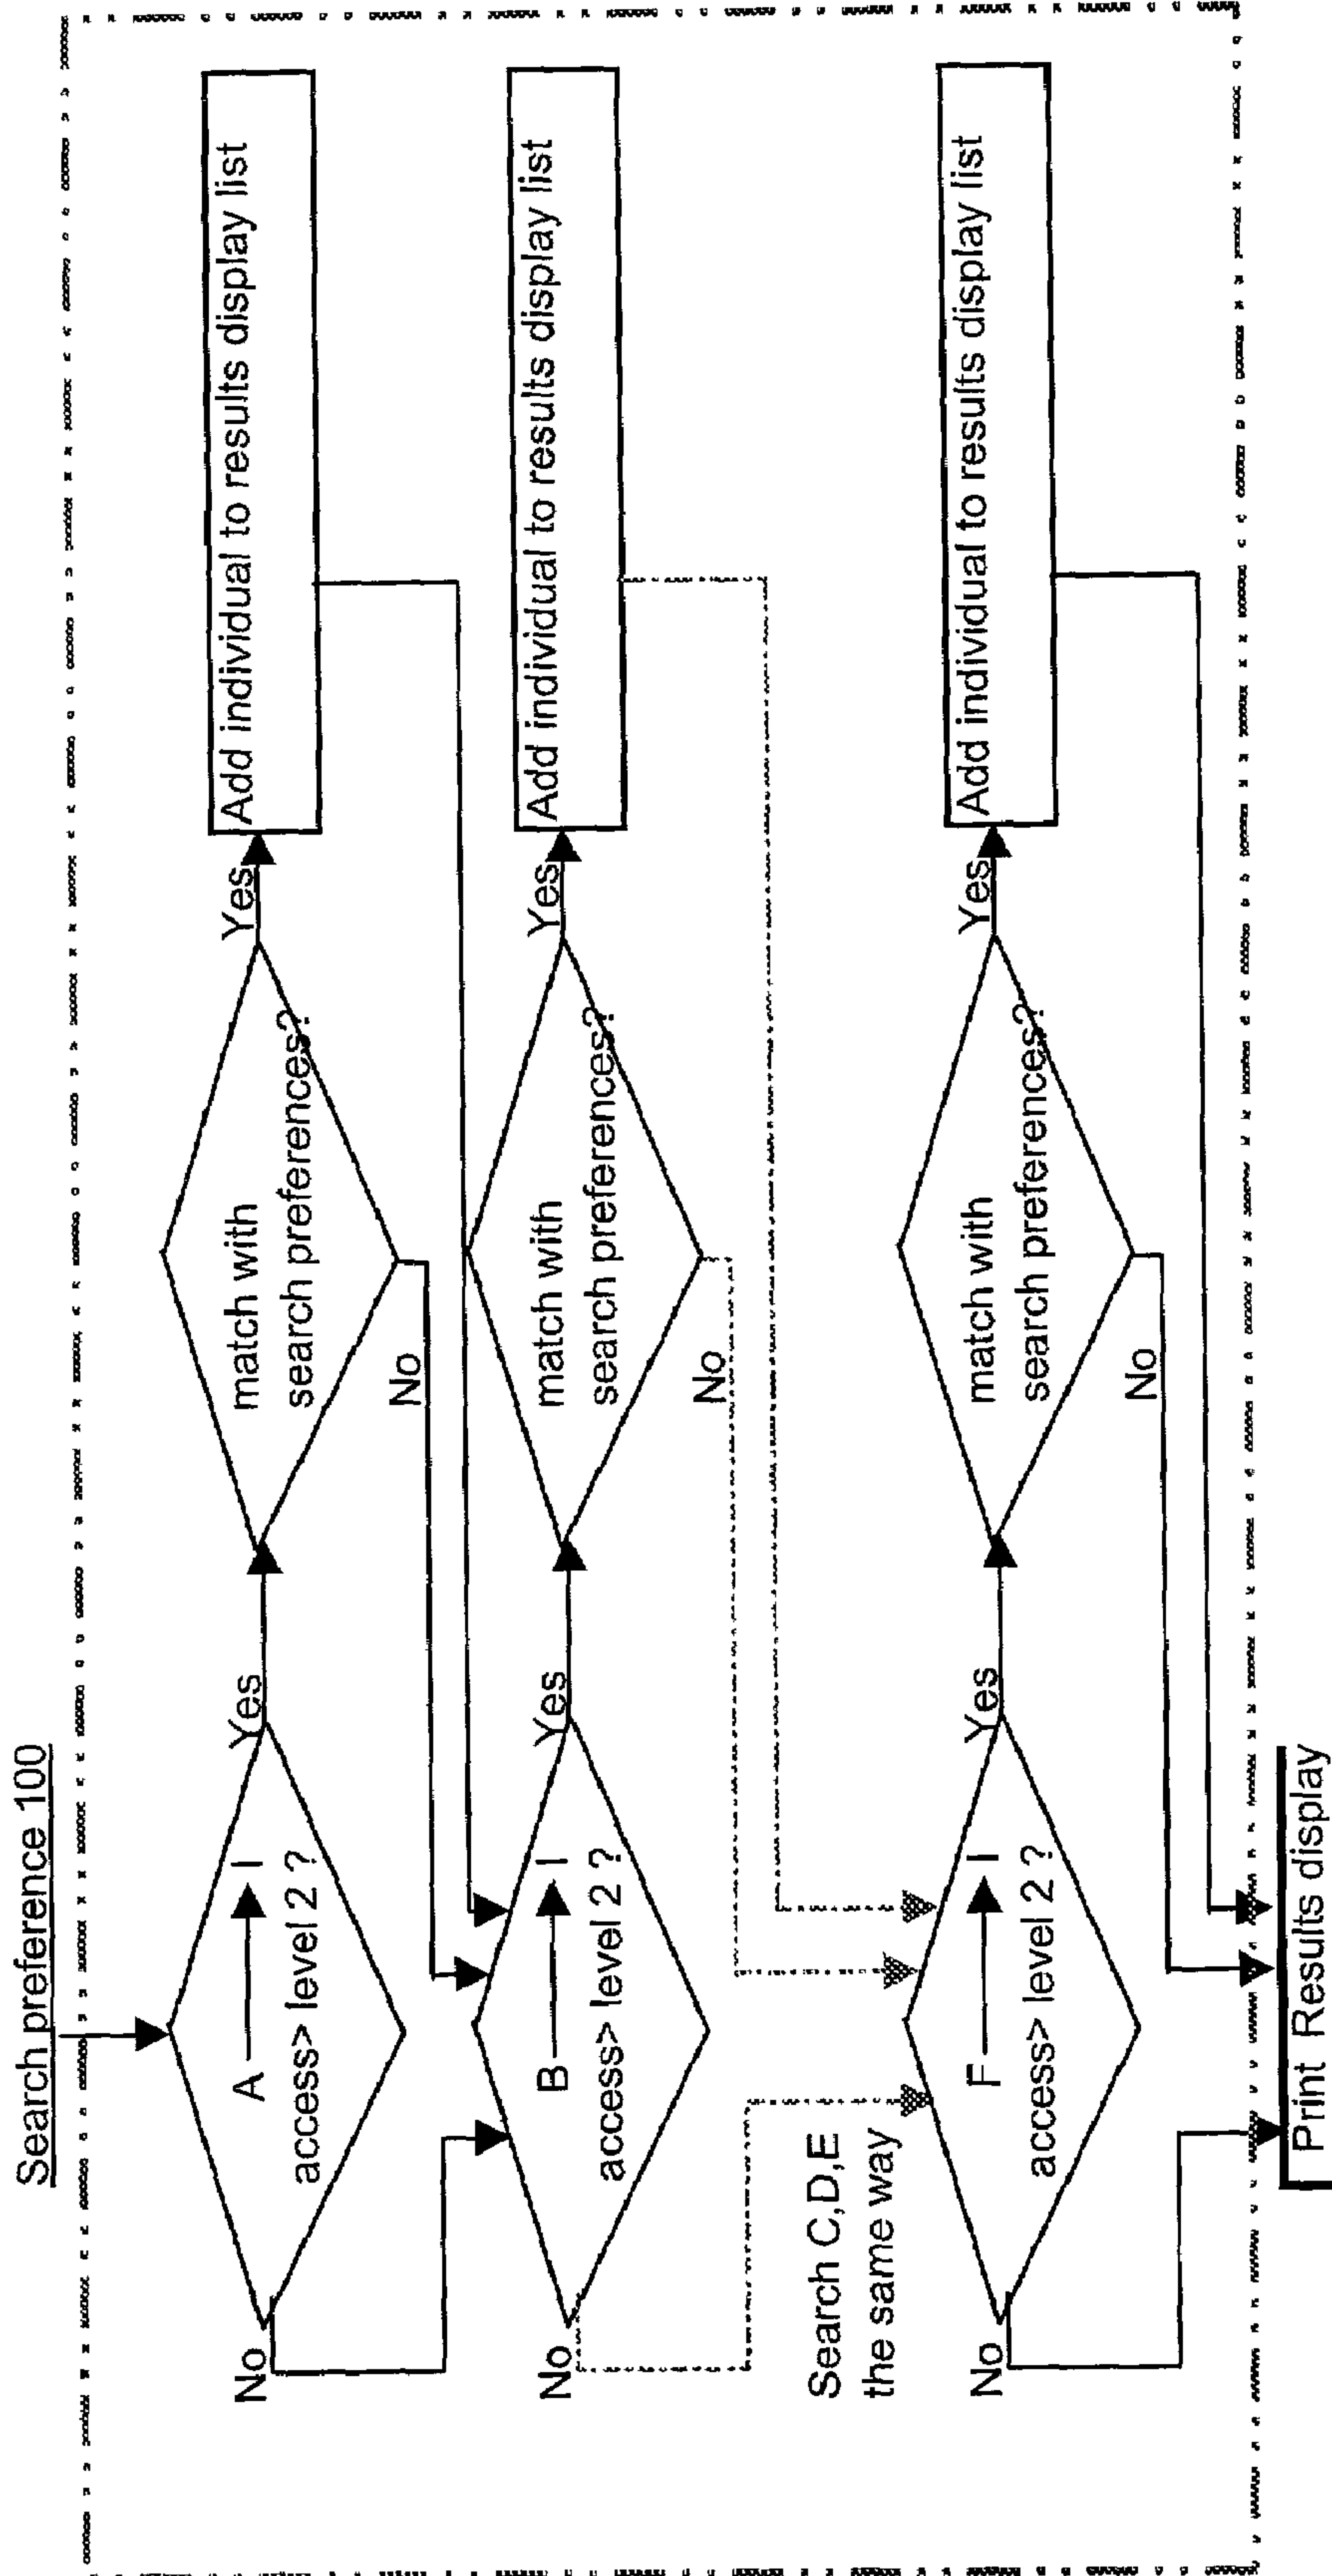 Search preference 100
A I
access> level 2 ?
No
Yes
match with
search preferences?
No
Yes
Add individual to results display list
B I
access> level 2 ?
No
Yes
match with
search preferences?
No
Yes
Add individual to results display list
Search C,D,E
the same way
F I
access> level 2 ?
No
Yes
match with
search preferences?
No
Yes
Add individual to results display list
Print Results display